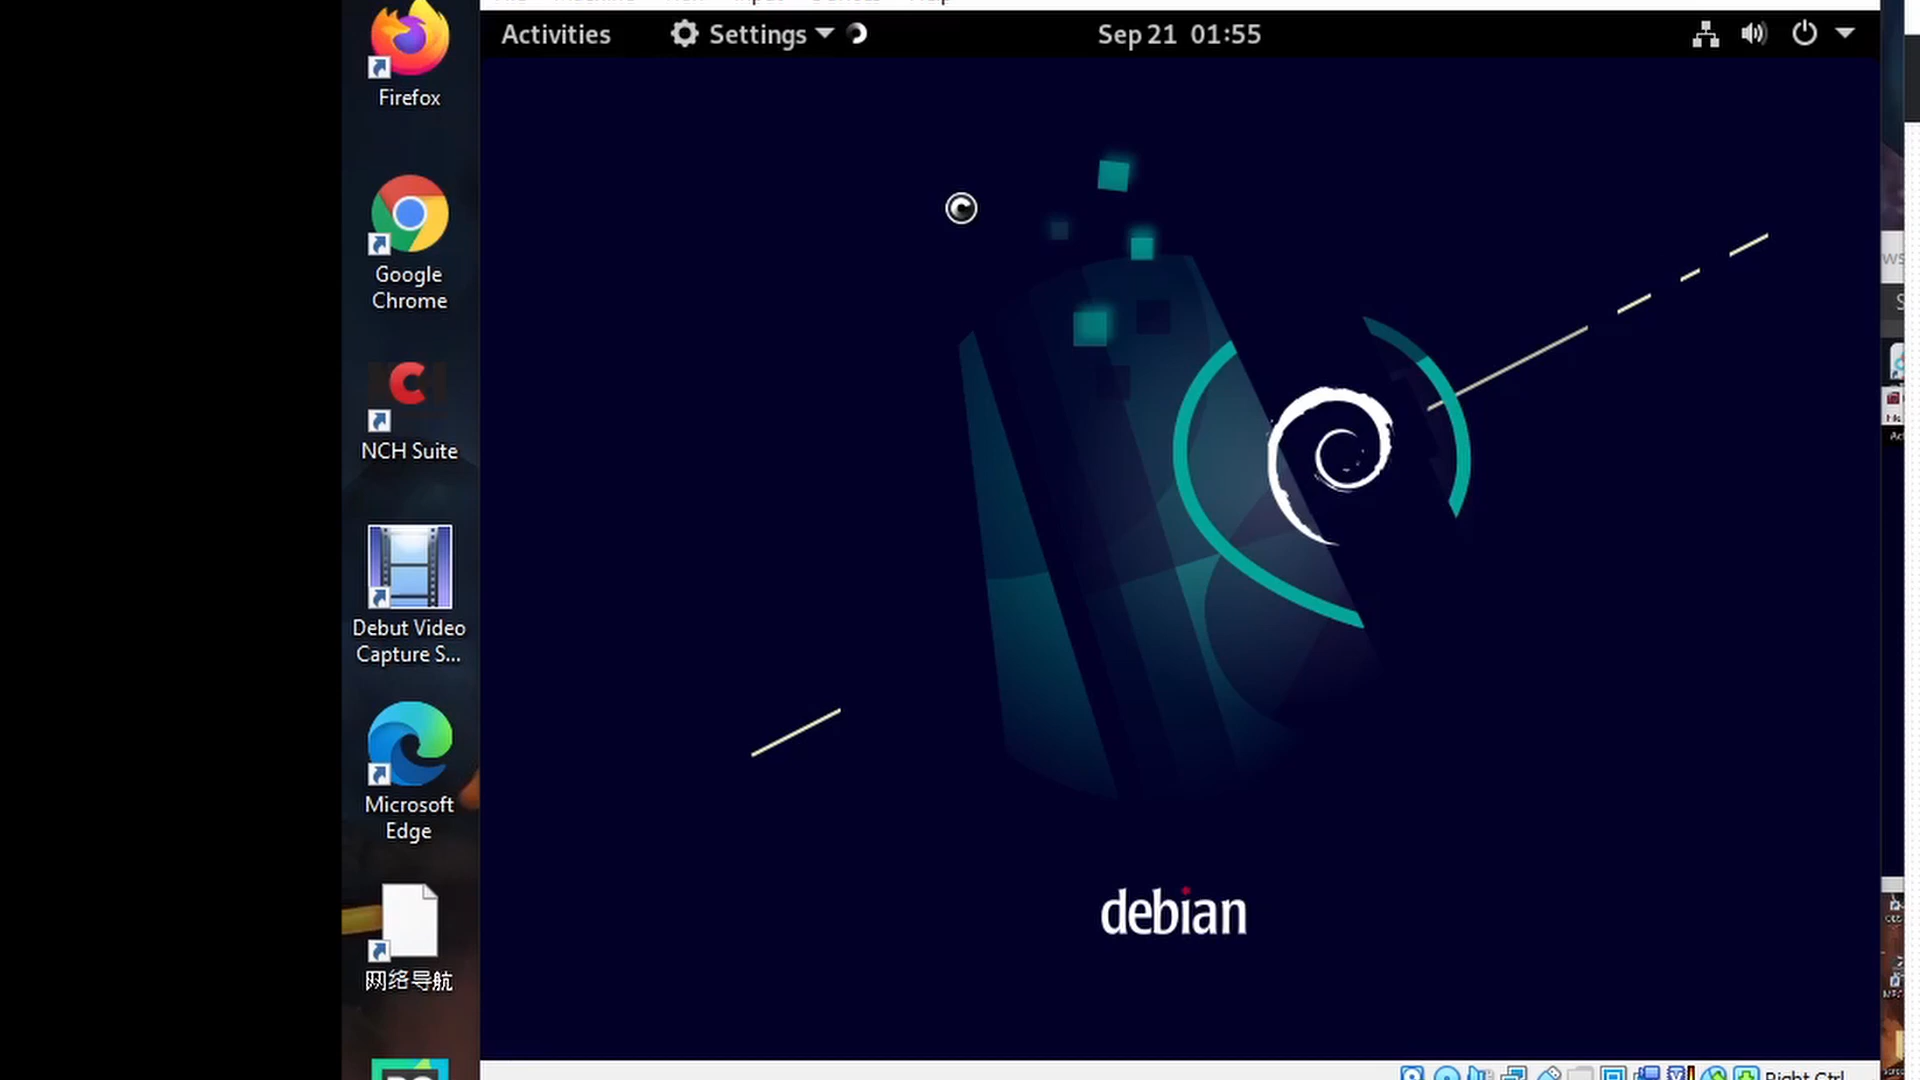 Activities
Settings
Sep 21 01:55
Firefox
Google
Chrome
NCH Suite
Debut Video
Capture S...
Microsoft
Edge
网络导航
debian
Right Ctrl